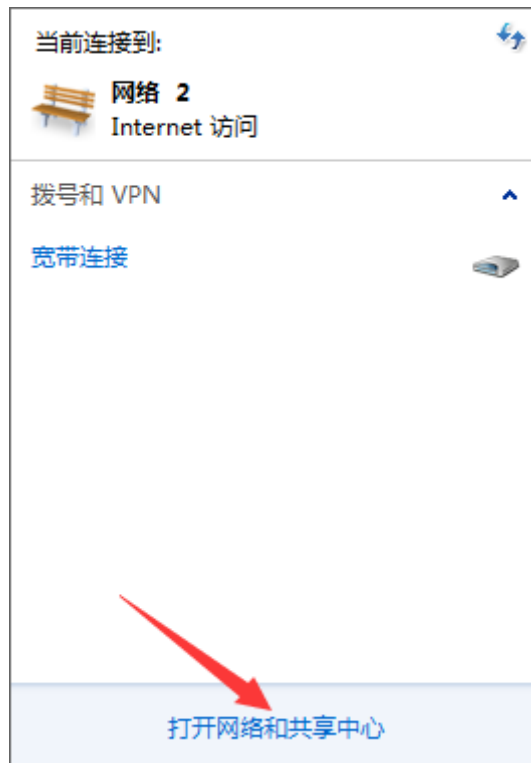 当前连接到:
网络 2
Internet 访问
拨号和 VPN
宽带连接
打开网络和共享中心